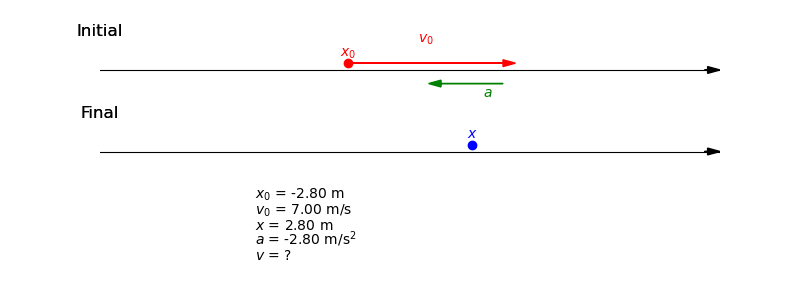 Initial
v₀
x₀
a
Final
x
x₀ = -2.80 m
v₀ = 7.00 m/s
x = 2.80 m
a = -2.80 m/s²
v = ?